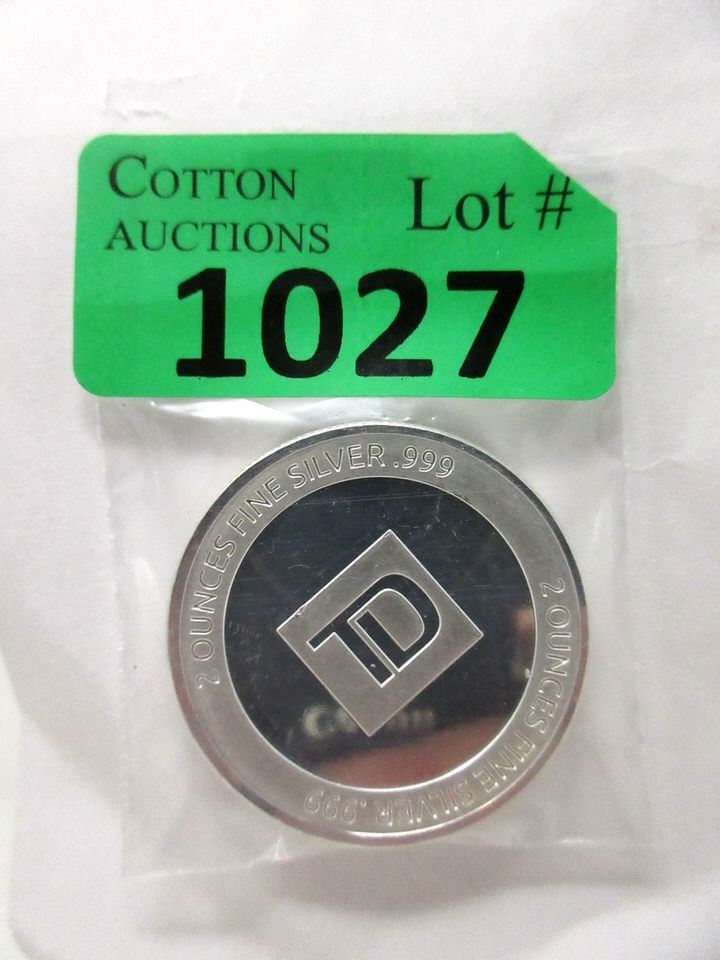 COTTON
AUCTIONS
Lot #
1027
2 OUNCES FINE SILVER .999
TD
2 OUNCES FINE SILVER .999